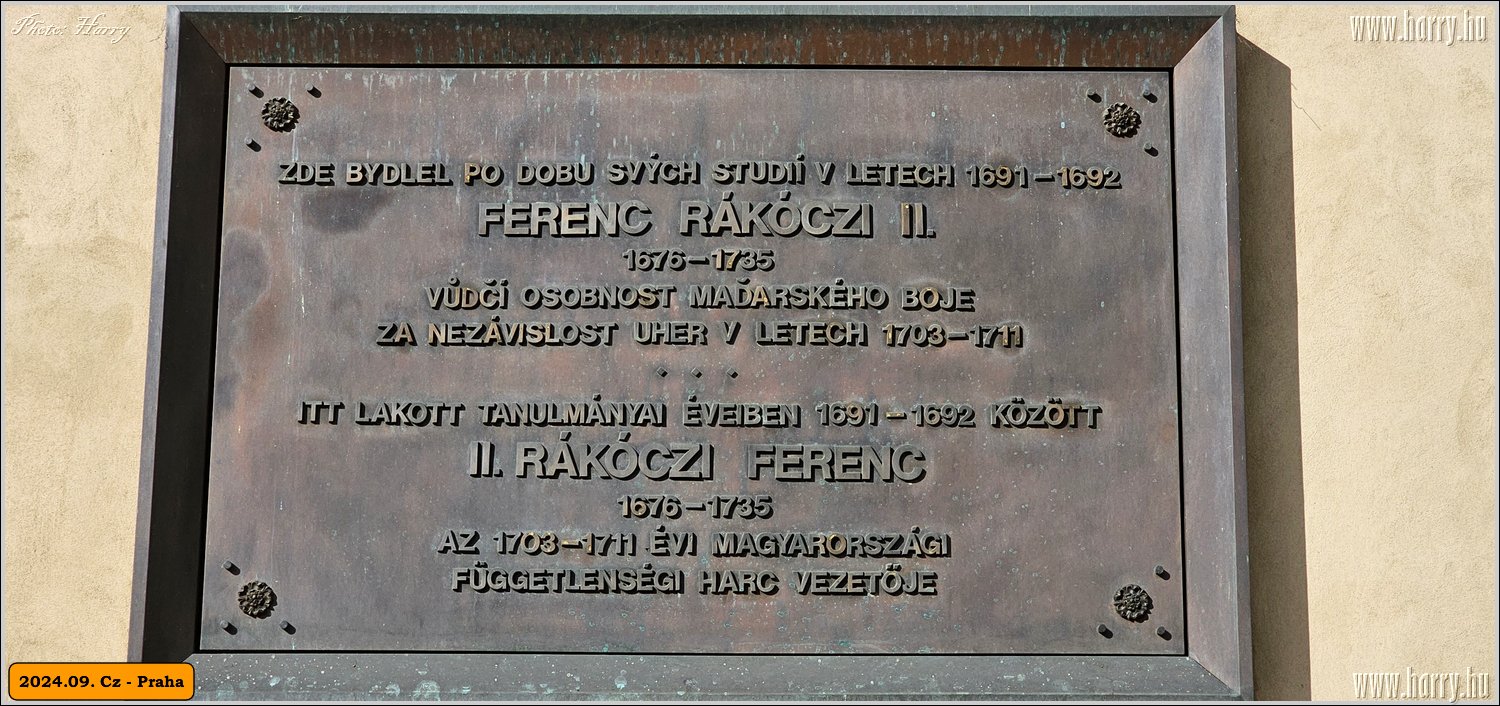 Photo: Harry
www.harry.hu
ZDE BYDLEL PO DOBU SVÝCH STUDIÍ V LETECH 1691–1692
FERENC RÁKÓCZI II.
1676–1735
VŮDČÍ OSOBNOST MAĎARSKÉHO BOJE
ZA NEZÁVISLOST UHER V LETECH 1703–1711
ITT LAKOTT TANULMÁNYAI ÉVEIBEN 1691–1692 KÖZÖTT
II. RÁKÓCZI FERENC
1676–1735
AZ 1703–1711 ÉVI MAGYARORSZÁGI
FÜGGETLENSÉGI HARC VEZETŐJE
2024.09. Cz - Praha
www.harry.hu